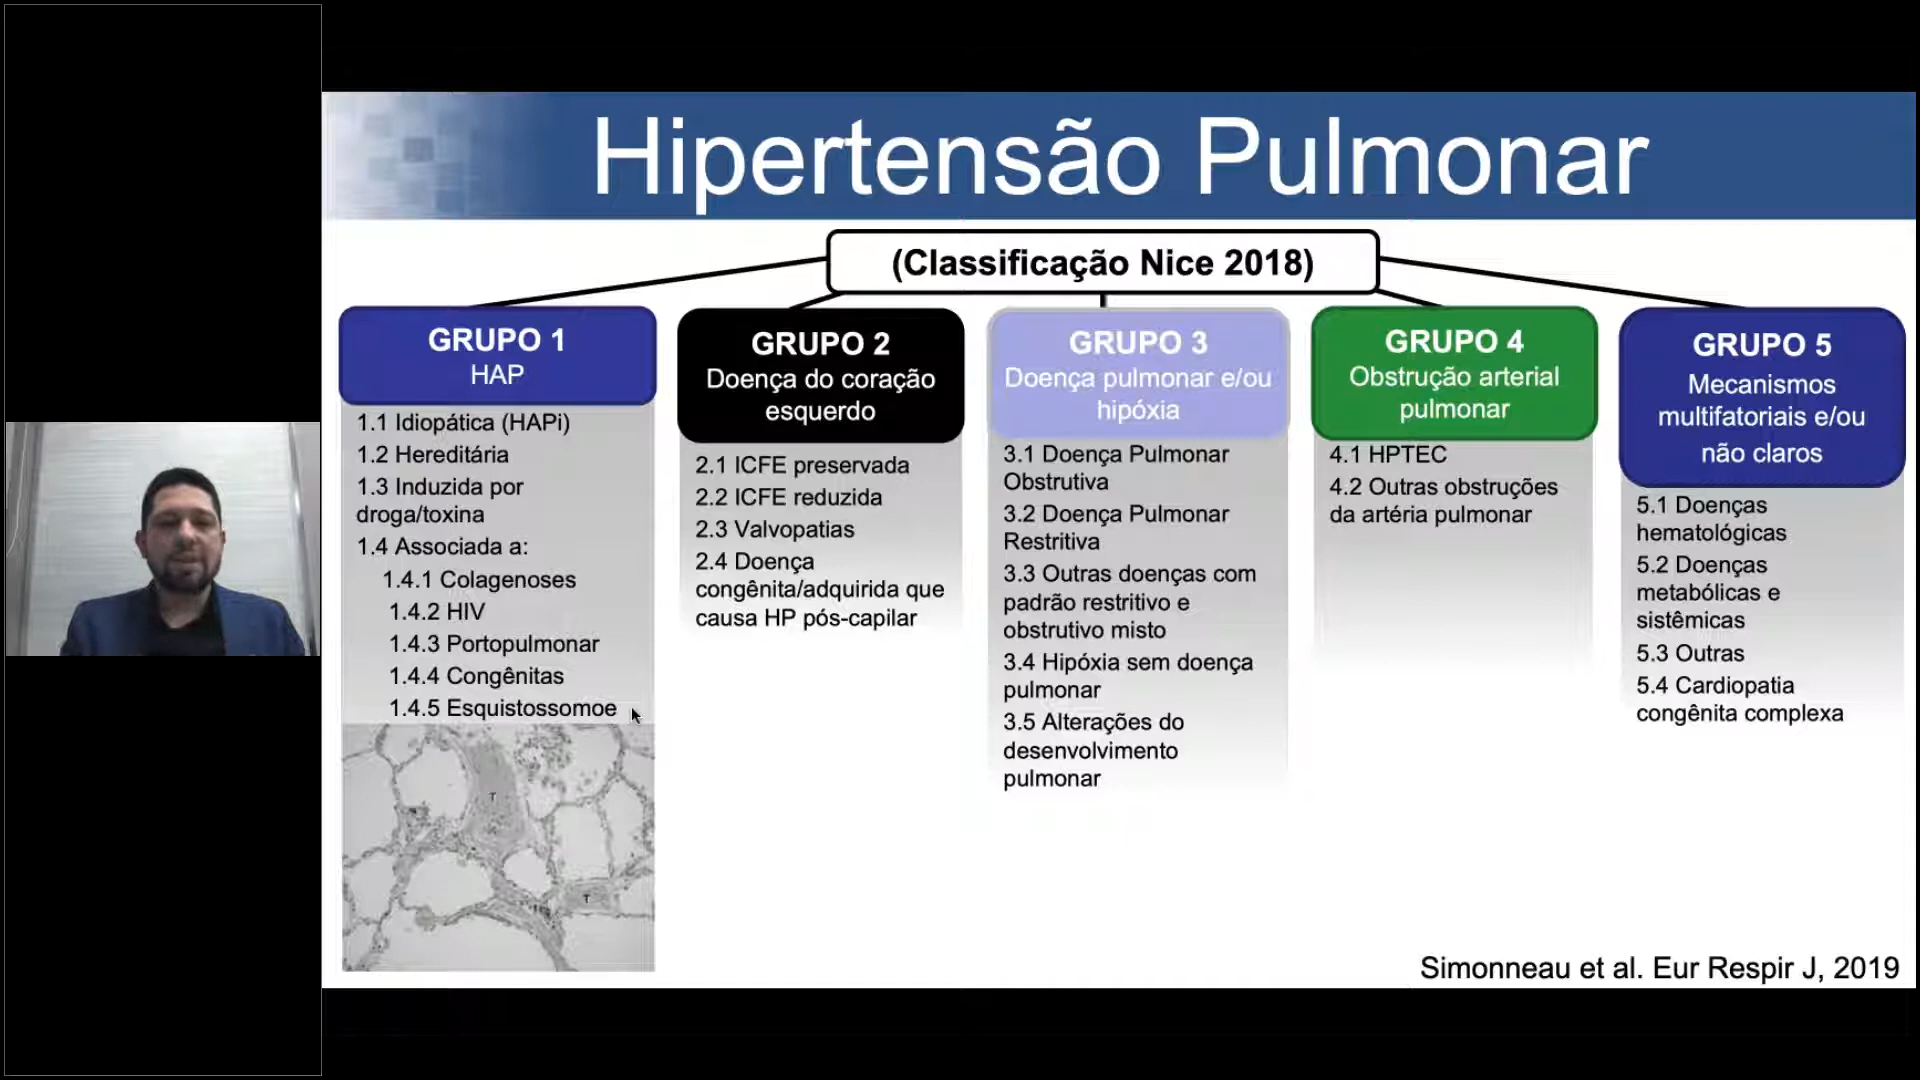 Hipertensão Pulmonar
(Classificação Nice 2018)
GRUPO 1
HAP
1.1 Idiopática (HAPi)
1.2 Hereditária
1.3 Induzida por
droga/toxina
1.4 Associada a:
1.4.1 Colagenoses
1.4.2 HIV
1.4.3 Portopulmonar
1.4.4 Congênitas
1.4.5 Esquistossomoe
T
T
GRUPO 2
Doença do coração
esquerdo
2.1 ICFE preservada
2.2 ICFE reduzida
2.3 Valvopatias
2.4 Doença
congênita/adquirida que
causa HP pós-capilar
GRUPO 3
Doença pulmonar e/ou
hipóxia
3.1 Doença Pulmonar
Obstrutiva
3.2 Doença Pulmonar
Restritiva
3.3 Outras doenças com
padrão restritivo e
obstrutivo misto
3.4 Hipóxia sem doença
pulmonar
3.5 Alterações do
desenvolvimento
pulmonar
GRUPO 4
Obstrução arterial
pulmonar
4.1 HPTEC
4.2 Outras obstruções
da artéria pulmonar
GRUPO 5
Mecanismos
multifatoriais e/ou
não claros
5.1 Doenças
hematológicas
5.2 Doenças
metabólicas e
sistêmicas
5.3 Outras
5.4 Cardiopatia
congênita complexa
Simonneau et al. Eur Respir J, 2019